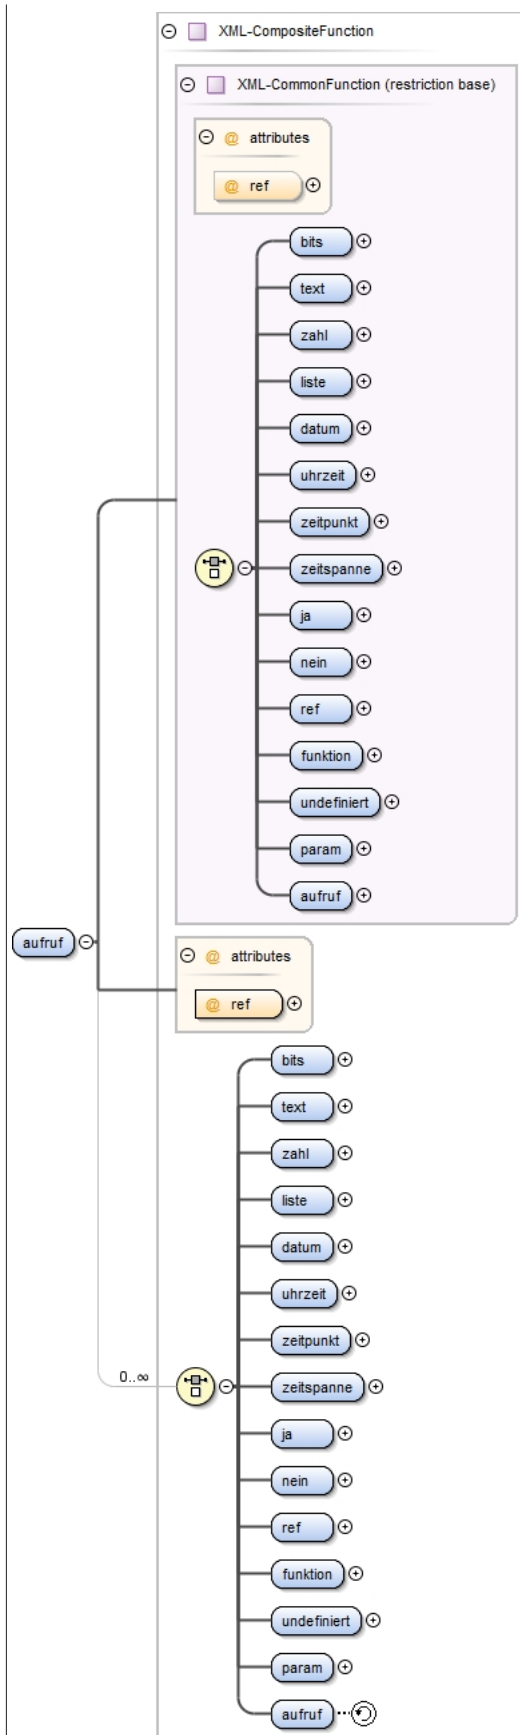 XML-CompositeFunction
XML-CommonFunction (restriction base)
@ attributes
@ ref
bits
text
zahl
liste
datum
uhrzeit
zeitpunkt
zeitspanne
ja
nein
ref
funktion
undefiniert
param
aufruf
aufruf
@ attributes
@ ref
bits
text
zahl
liste
datum
uhrzeit
zeitpunkt
0..∞
zeitspanne
ja
nein
ref
funktion
undefiniert
param
aufruf